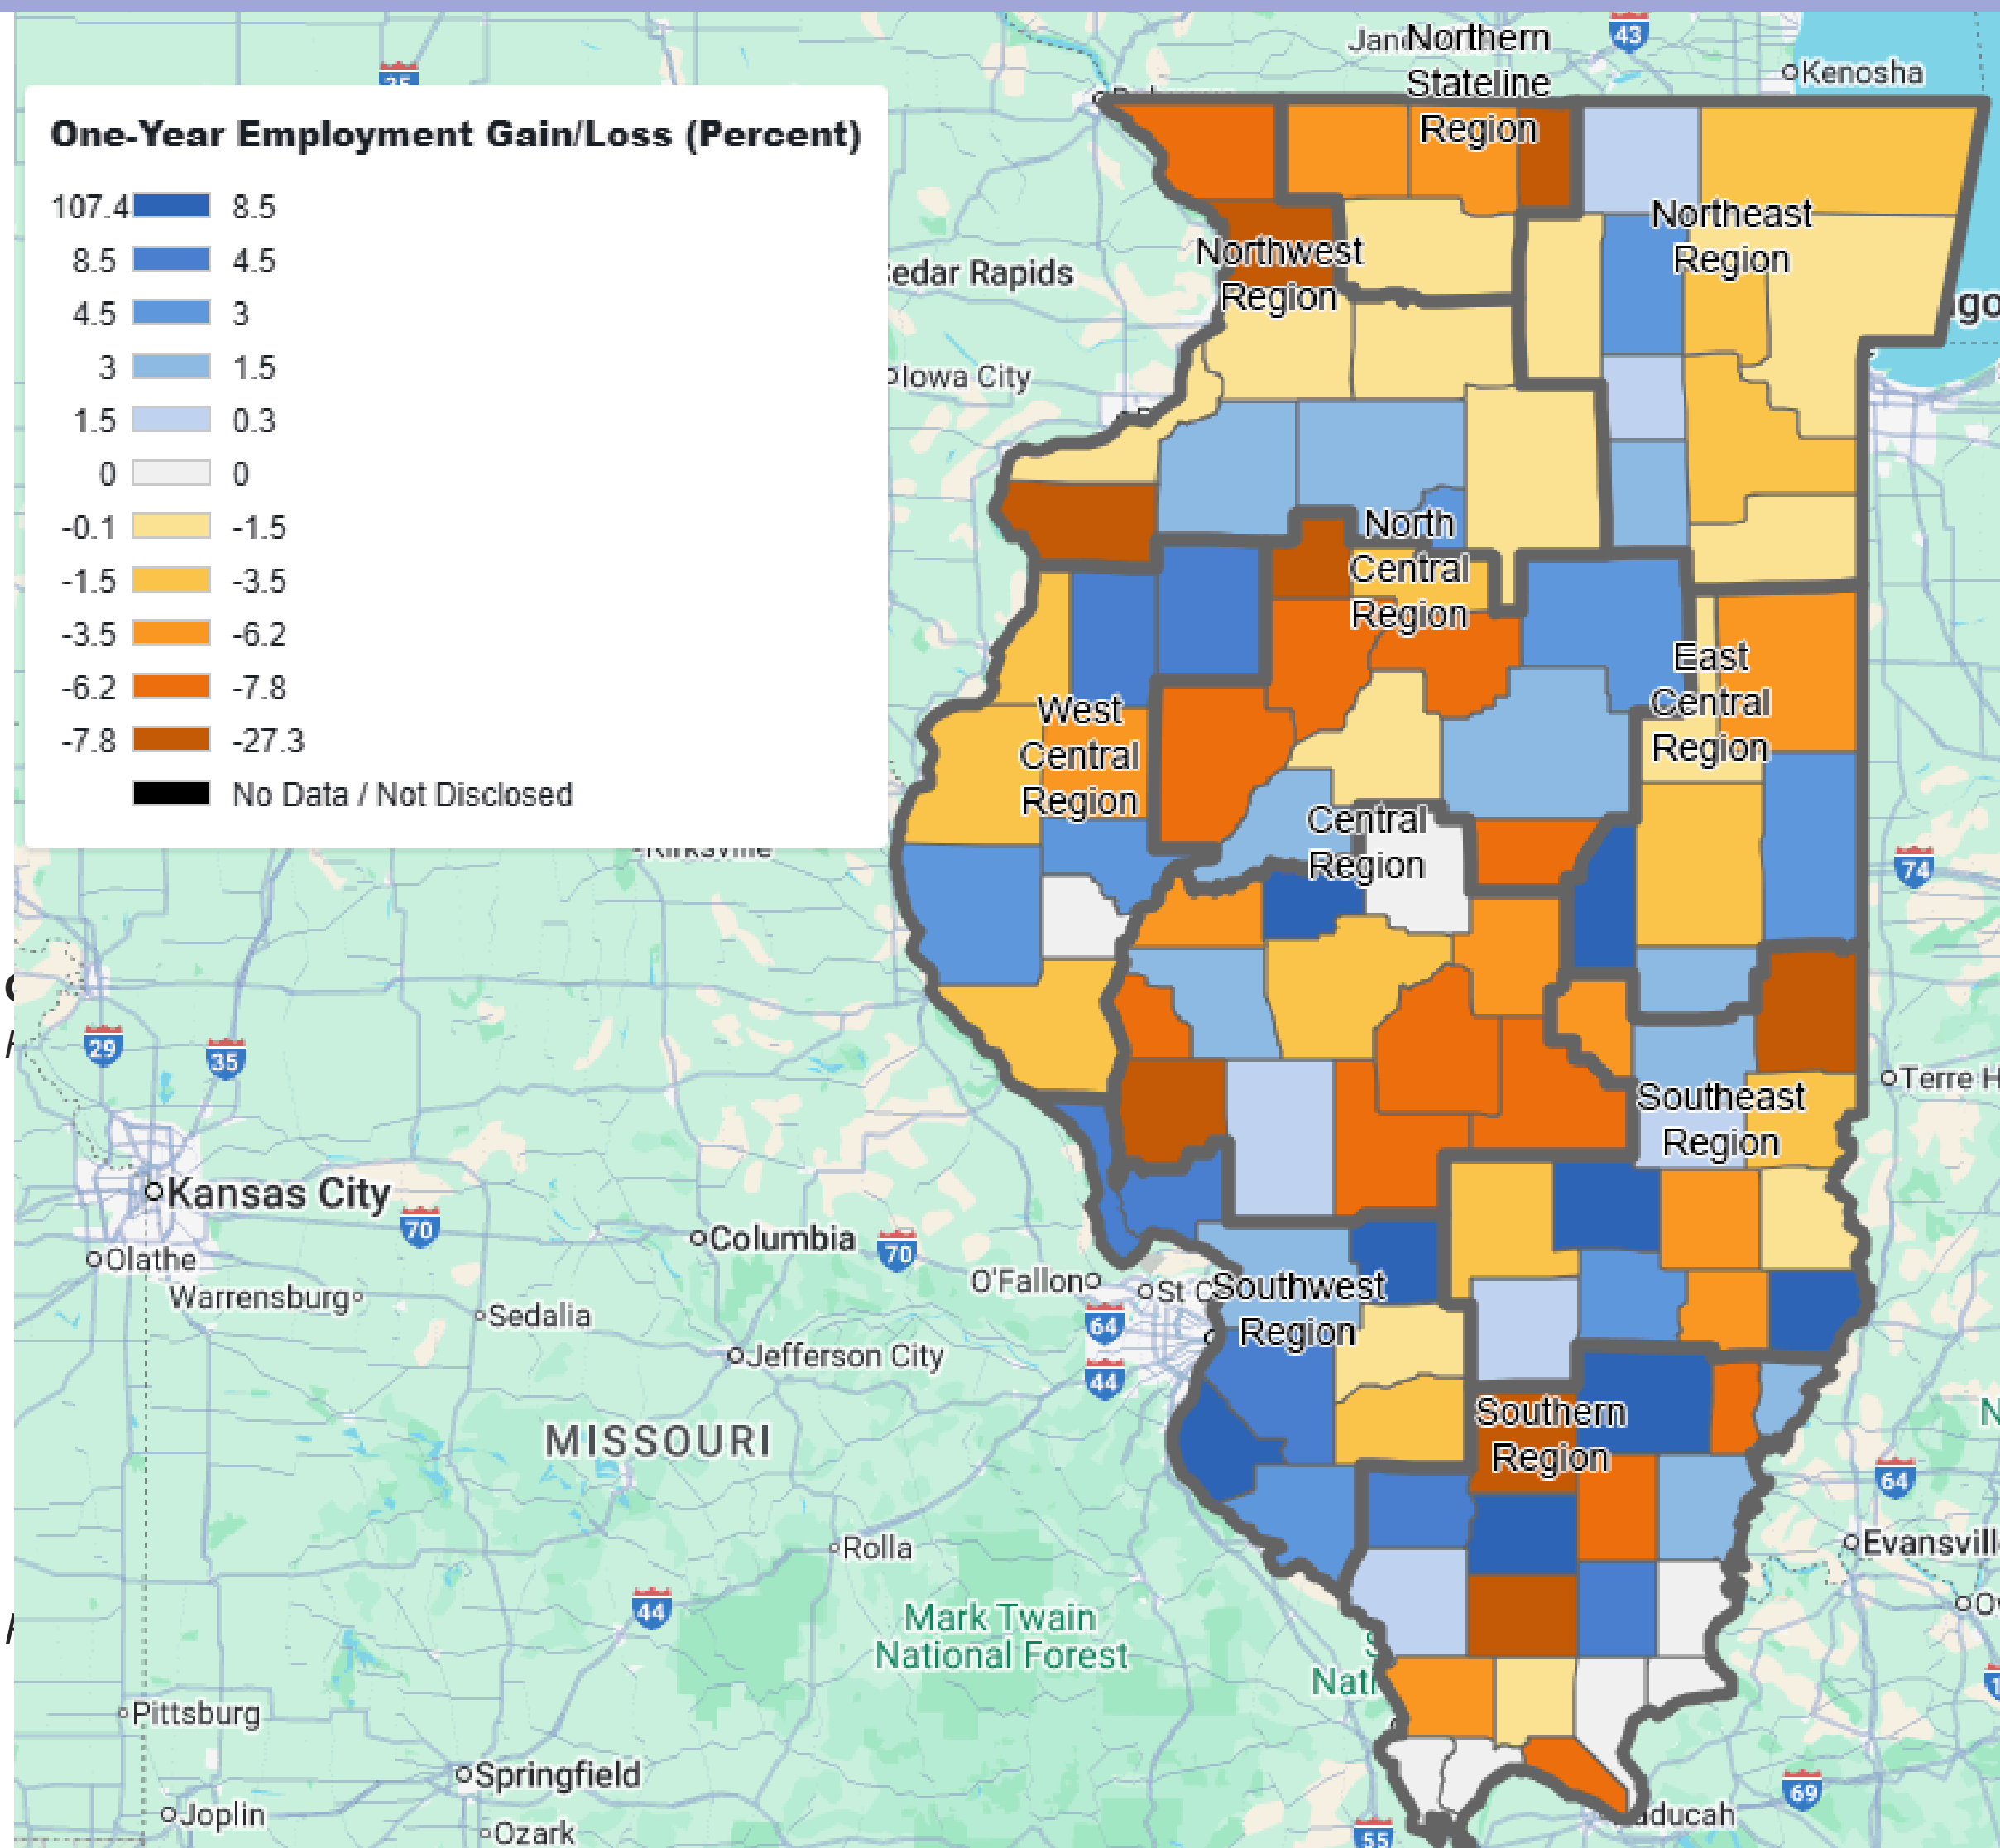 One-Year Employment Gain/Loss (Percent)
107.4 8.5
8.5 4.5
4.5 3
3 1.5
1.5 0.3
0 0
-0.1 -1.5
-1.5 -3.5
-3.5 -6.2
-6.2 -7.8
-7.8 -27.3
No Data / Not Disclosed
Northern
Stateline
Region
43
Kenosha
Northeast
Region
Northwest
Region
edar Rapids
Iowa City
North
Central
Region
East
Central
Region
West
Central
Region
Central
Region
74
29
35
Terre H
Southeast
Region
Kansas City
70
Columbia
70
Olathe
Warrensburg
Sedalia
O'Fallon
St C
Southwest
Region
64
Jefferson City
44
MISSOURI
Southern
Region
64
Rolla
Evansvill
44
Mark Twain
National Forest
Nati
Pittsburg
Springfield
Joplin
Ozark
69
aducah
55